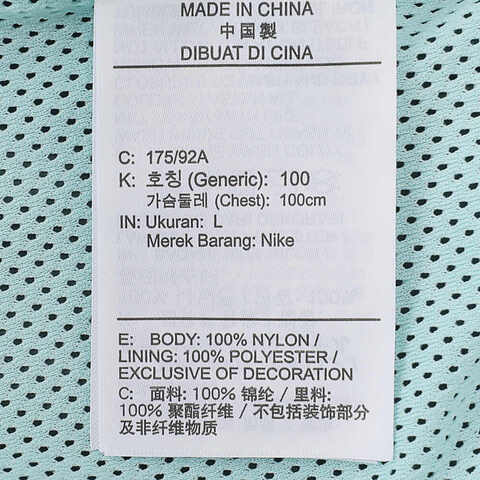 MADE IN CHINA
中国製
DIBUAT DI CINA
C: 175/92A
K: 호칭 (Generic): 100
가슴둘레 (Chest): 100cm
IN: Ukuran: L
Merek Barang: Nike
E: BODY: 100% NYLON /
LINING: 100% POLYESTER /
EXCLUSIVE OF DECORATION
C: 面料: 100% 锦纶 / 里料:
100% 聚酯纤维 / 不包括装饰部分
及非纤维物质